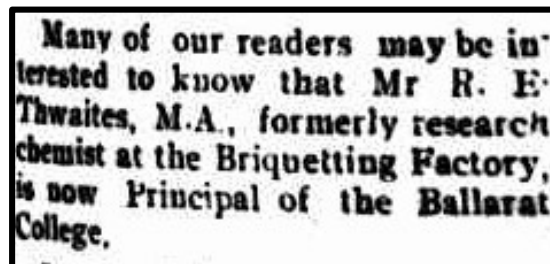 Many of our readers may be in-
terested to know that Mr R. E.
Thwaites, M.A., formerly research
chemist at the Briquetting Factory,
is now Principal of the Ballarat
College.